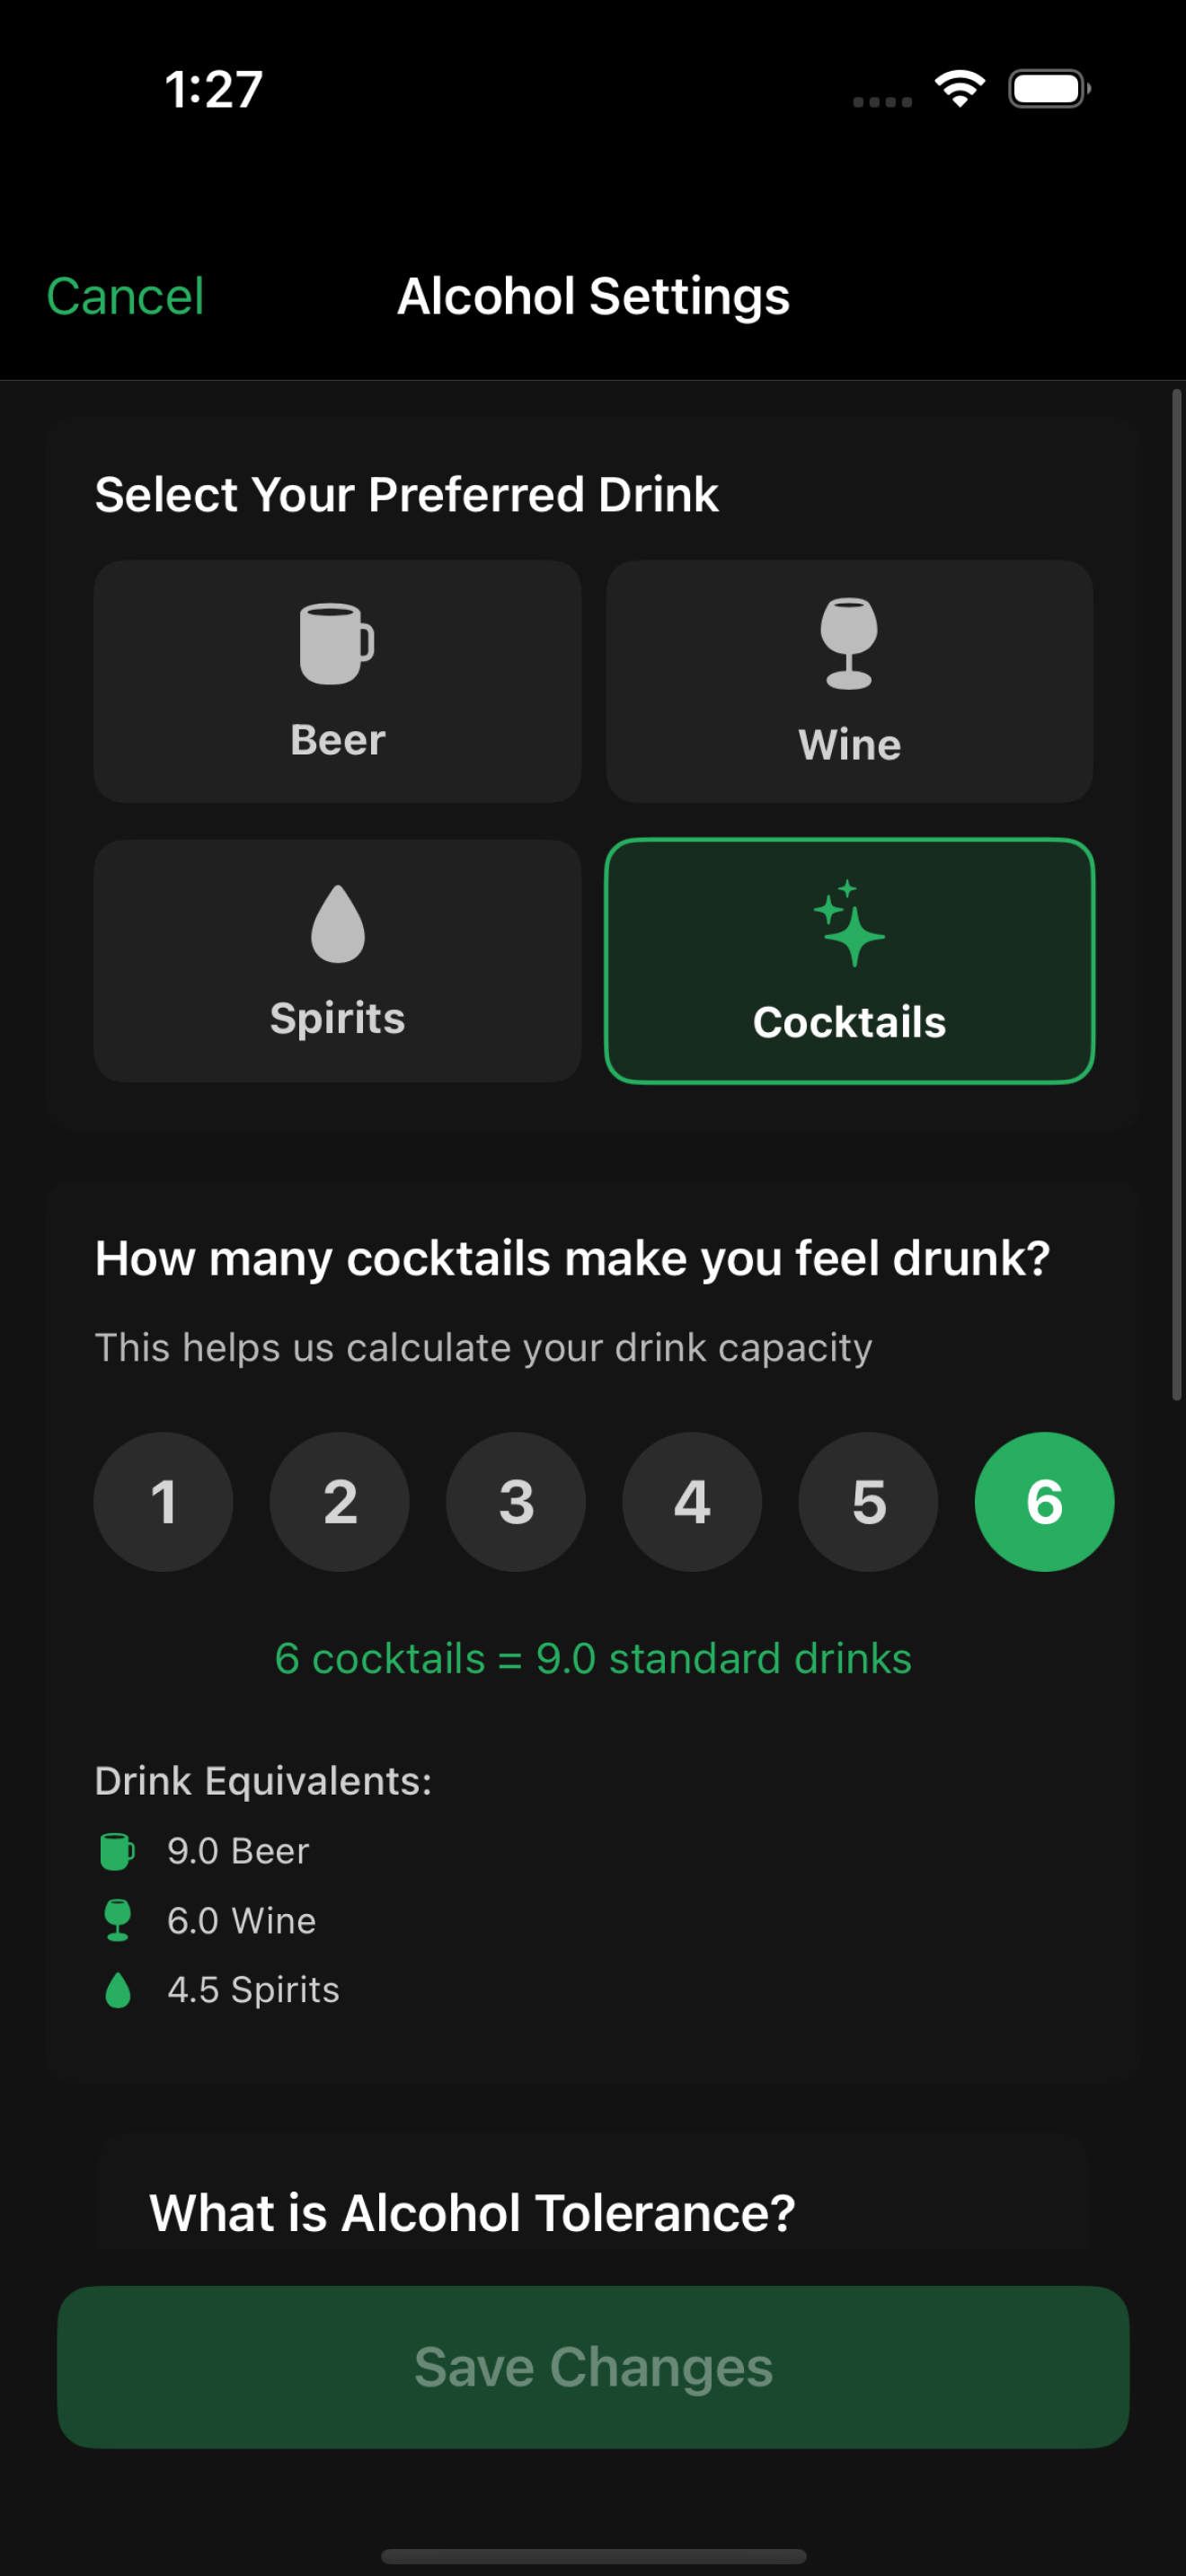 1:27
Cancel
Alcohol Settings
Select Your Preferred Drink
Beer
Wine
Spirits
Cocktails
How many cocktails make you feel drunk?
This helps us calculate your drink capacity
1 2 3 4 5 6
6 cocktails = 9.0 standard drinks
Drink Equivalents:
9.0 Beer
6.0 Wine
4.5 Spirits
What is Alcohol Tolerance?
Save Changes